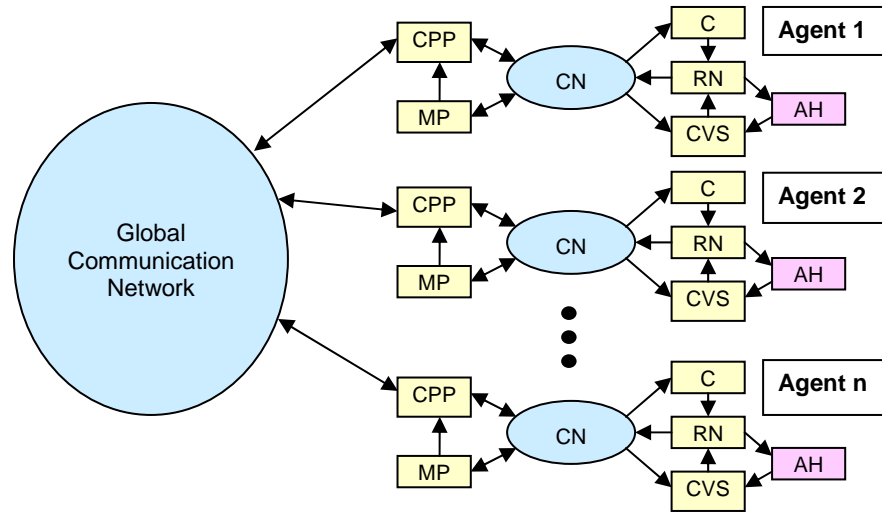 Global
Communication
Network
CPP
MP
CN
C
RN
CVS
AH
Agent 1
CPP
MP
CN
C
RN
CVS
AH
Agent 2
CPP
MP
CN
C
RN
CVS
AH
Agent n